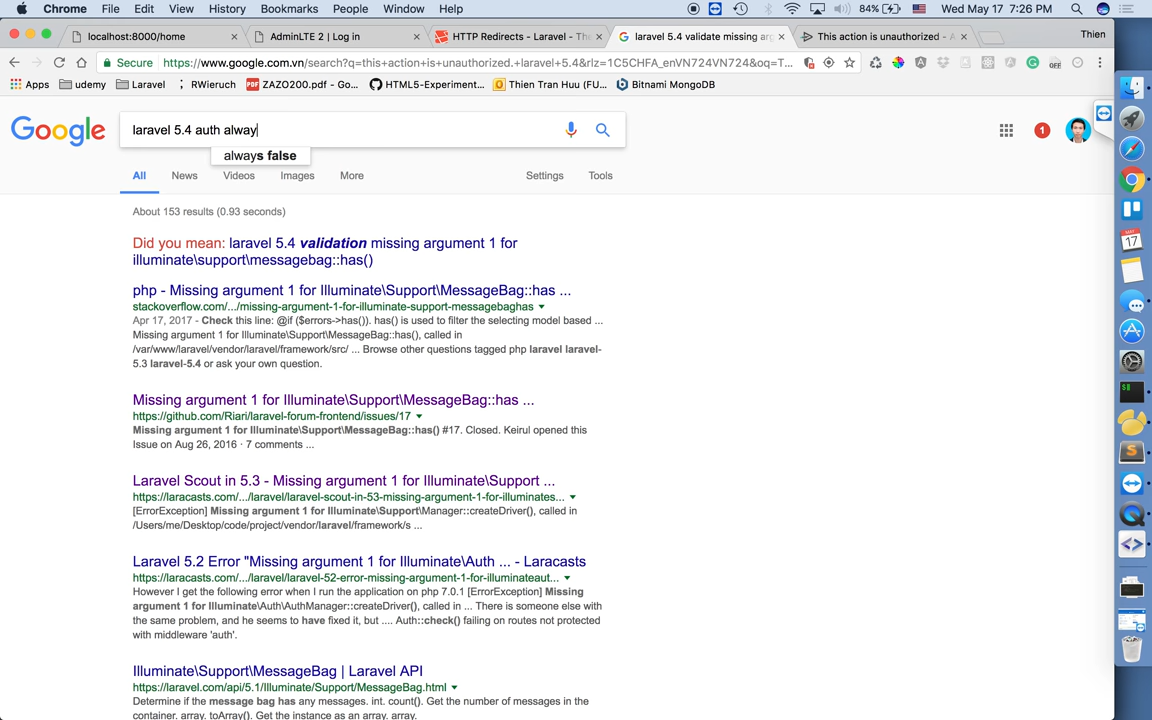 Chrome File Edit View History Bookmarks People Window Help 84% Wed May 17 7:26 PM
localhost:8000/home
AdminLTE 2 | Log in
HTTP Redirects - Laravel - The
laravel 5.4 validate missing arg
This action is unauthorized. - A
Thien
Secure https://www.google.com.vn/search?q=this+action+is+unauthorized.+laravel+5.4&rlz=1C5CHFA_enVN724VN724&oq=T...
Apps udemy Laravel RWieruch ZAZO200.pdf - Go... HTML5-Experiment... Thien Tran Huu (FU... Bitnami MongoDB
Google
laravel 5.4 auth alway
1
always false
All News Videos Images More Settings Tools
About 153 results (0.93 seconds)
Did you mean: laravel 5.4 validation missing argument 1 for
illuminate\support\messagebag::has()
php - Missing argument 1 for Illuminate\Support\MessageBag::has ...
stackoverflow.com/.../missing-argument-1-for-illuminate-support-messagebaghas
Apr 17, 2017 - Check this line: @if ($errors->has()). has() is used to filter the selecting model based ...
Missing argument 1 for Illuminate\Support\MessageBag::has(), called in
/var/www/laravel/vendor/laravel/framework/src/ ... Browse other questions tagged php laravel laravel-
5.3 laravel-5.4 or ask your own question.
Missing argument 1 for Illuminate\Support\MessageBag::has ...
https://github.com/Riari/laravel-forum-frontend/issues/17
Missing argument 1 for Illuminate\Support\MessageBag::has() #17. Closed. Keirul opened this
Issue on Aug 26, 2016 · 7 comments ...
Laravel Scout in 5.3 - Missing argument 1 for Illuminate\Support ...
https://laracasts.com/.../laravel/laravel-scout-in-53-missing-argument-1-for-illuminates...
[ErrorException] Missing argument 1 for Illuminate\Support\Manager::createDriver(), called in
/Users/me/Desktop/code/project/vendor/laravel/framework/s ...
Laravel 5.2 Error "Missing argument 1 for Illuminate\Auth ... - Laracasts
https://laracasts.com/.../laravel/laravel-52-error-missing-argument-1-for-illuminateaut...
However I get the following error when I run the application on php 7.0.1 [ErrorException] Missing
argument 1 for Illuminate\Auth\AuthManager::createDriver(), called in ... There is someone else with
the same problem, and he seems to have fixed it, but .... Auth::check() failing on routes not protected
with middleware 'auth'.
Illuminate\Support\MessageBag | Laravel API
https://laravel.com/api/5.1/Illuminate/Support/MessageBag.html
Determine if the message bag has any messages. int. count(). Get the number of messages in the
container. array. toArray(). Get the instance as an array. array.